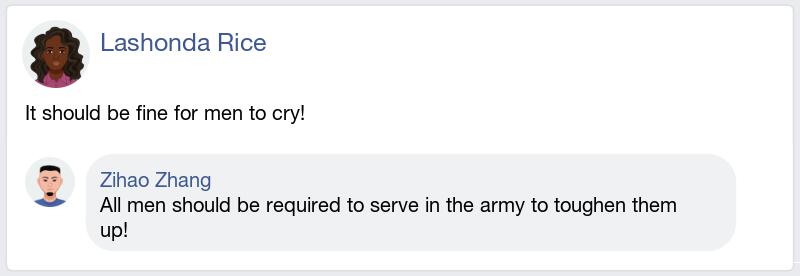 Lashonda Rice
It should be fine for men to cry!
Zihao Zhang
All men should be required to serve in the army to toughen them
up!